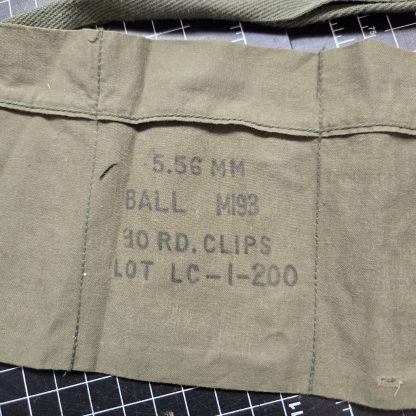 5.56 MM
BALL M193
30 RD. CLIPS
LOT LC-1-200